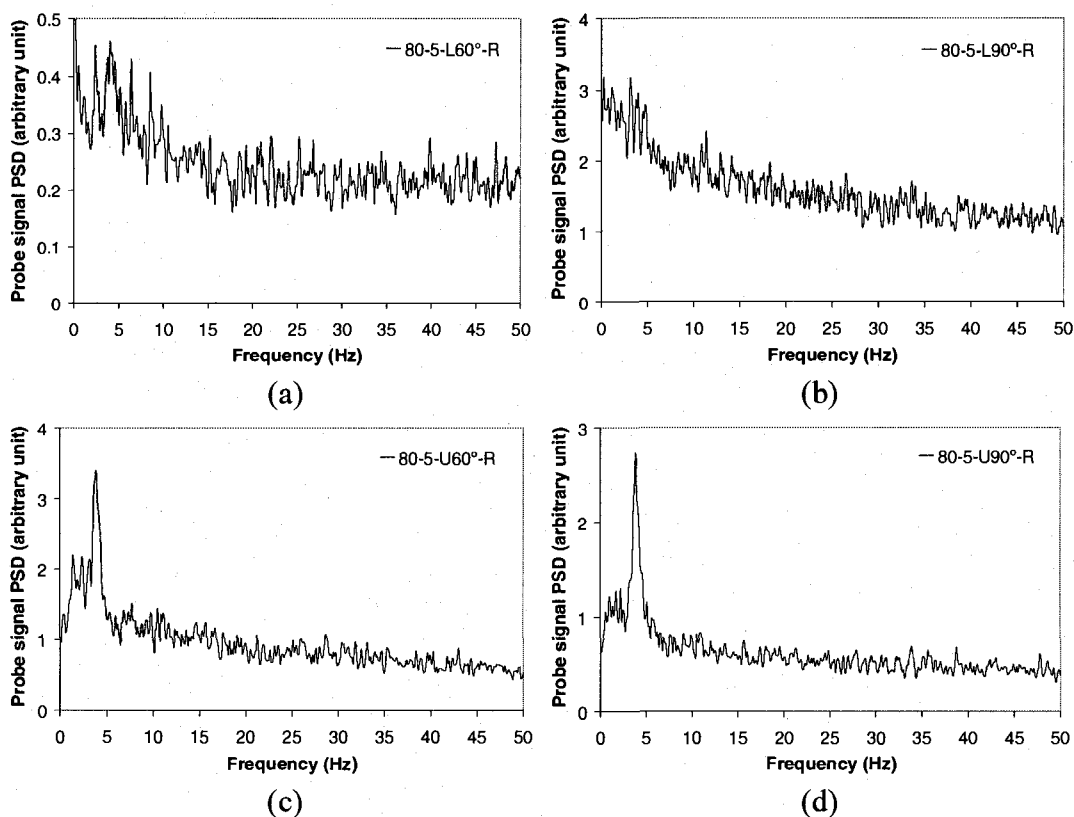 Probe signal PSD (arbitrary unit)
0.5
0.4
0.3
0.2
0.1
0
80-5-L60°-R
0 5 10 15 20 25 30 35 40 45 50
Frequency (Hz)
(a)
Probe signal PSD (arbitrary unit)
4
3
2
1
0
80-5-L90°-R
0 5 10 15 20 25 30 35 40 45 50
Frequency (Hz)
(b)
Probe signal PSD (arbitrary unit)
4
3
2
1
0
80-5-U60°-R
0 5 10 15 20 25 30 35 40 45 50
Frequency (Hz)
(c)
Probe signal PSD (arbitrary unit)
3
2
1
0
80-5-U90°-R
0 5 10 15 20 25 30 35 40 45 50
Frequency (Hz)
(d)